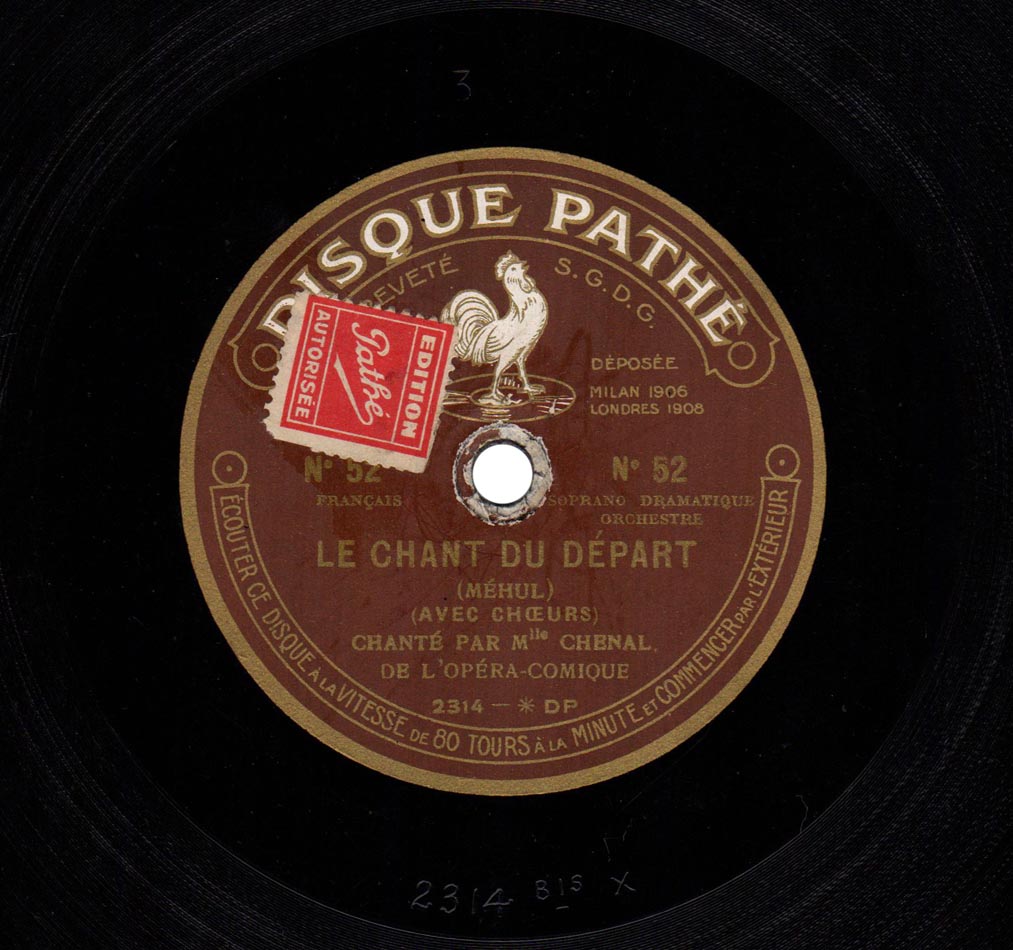 3
DISQUE PATHÉ
BREVETÉ S.G.D.G.
DÉPOSÉE
MILAN 1906
LONDRES 1908
EDITION
Pathé
AUTORISÉE
Nº 52
FRANÇAIS
Nº 52
SOPRANO DRAMATIQUE
ORCHESTRE
LE CHANT DU DÉPART
(MÉHUL)
(AVEC CHŒURS)
CHANTÉ PAR Mlle CHENAL,
DE L'OPÉRA-COMIQUE
2314 — * DP
ÉCOUTER CE DISQUE À LA VITESSE DE 80 TOURS À LA MINUTE ET COMMENCER PAR L'EXTÉRIEUR
2314 BIS X